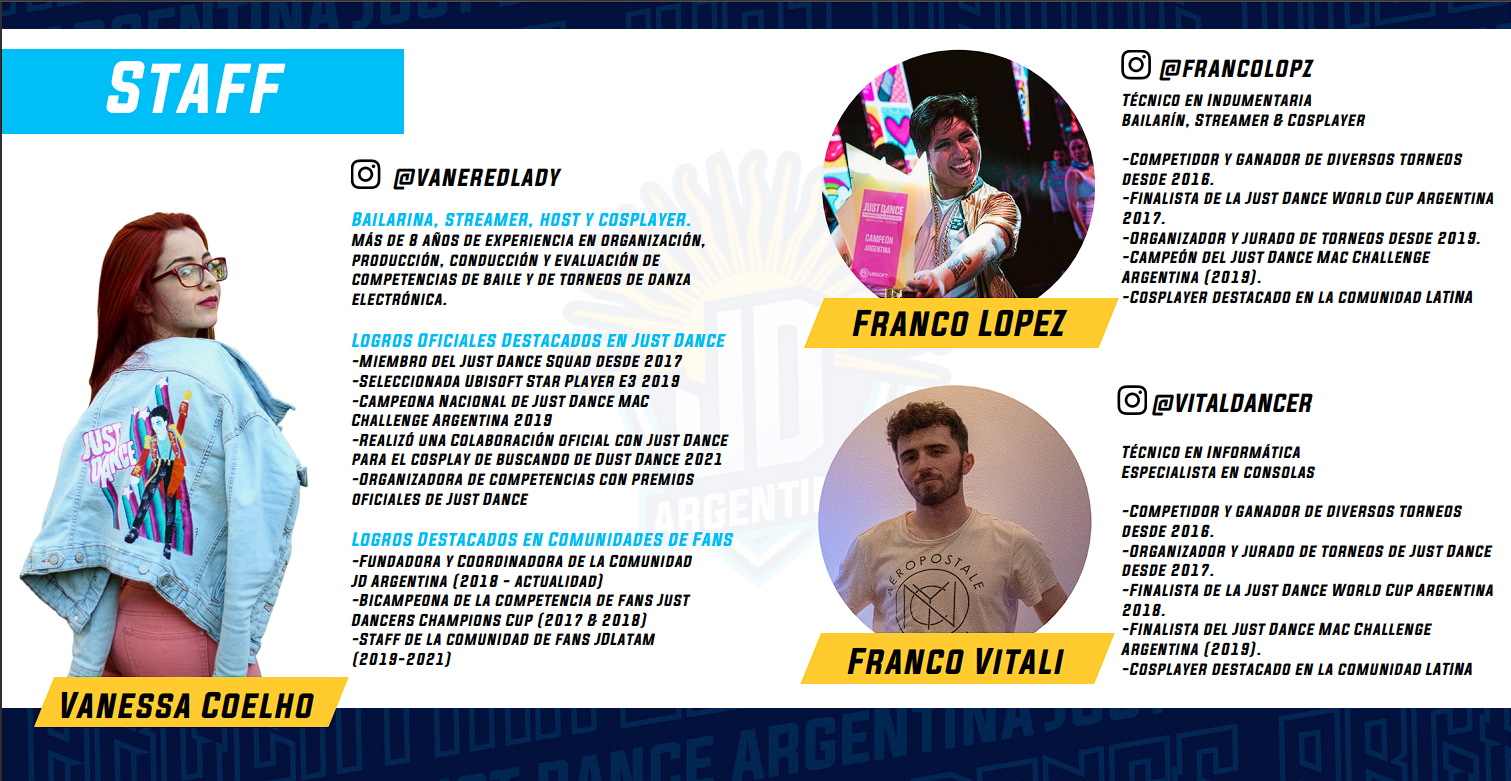 STAFF
@VANEREDLADY
BAILARINA, STREAMER, HOST Y COSPLAYER.
MÁS DE 8 AÑOS DE EXPERIENCIA EN ORGANIZACIÓN,
PRODUCCIÓN, CONDUCCIÓN Y EVALUACIÓN DE
COMPETENCIAS DE BAILE Y DE TORNEOS DE DANZA
ELECTRÓNICA.
LOGROS OFICIALES DESTACADOS EN JUST DANCE
-MIEMBRO DEL JUST DANCE SQUAD DESDE 2017
-SELECCIONADA UBISOFT STAR PLAYER E3 2019
-CAMPEONA NACIONAL DE JUST DANCE MAC
CHALLENGE ARGENTINA 2019
-REALIZÓ UNA COLABORACIÓN OFICIAL CON JUST DANCE
PARA EL COSPLAY DE BUSCANDO DE DUST DANCE 2021
-ORGANIZADORA DE COMPETENCIAS CON PREMIOS
OFICIALES DE JUST DANCE
LOGROS DESTACADOS EN COMUNIDADES DE FANS
-FUNDADORA Y COORDINADORA DE LA COMUNIDAD
JD ARGENTINA (2018 - ACTUALIDAD)
-BICAMPEONA DE LA COMPETENCIA DE FANS JUST
DANCERS CHAMPIONS CUP (2017 & 2018)
-STAFF DE LA COMUNIDAD DE FANS JDLATAM
(2019-2021)
JUST
DANCE
VANESSA COELHO
JD
ARGENTINA
JUST DANCE
CAMPEÓN
ARGENTINA
UBISOFT
FRANCO LOPEZ
@FRANCOLOPZ
TÉCNICO EN INDUMENTARIA
BAILARÍN, STREAMER & COSPLAYER
-COMPETIDOR Y GANADOR DE DIVERSOS TORNEOS
DESDE 2016.
-FINALISTA DE LA JUST DANCE WORLD CUP ARGENTINA
2017.
-ORGANIZADOR Y JURADO DE TORNEOS DESDE 2019.
-CAMPEÓN DEL JUST DANCE MAC CHALLENGE
ARGENTINA (2019).
-COSPLAYER DESTACADO EN LA COMUNIDAD LATINA
AÉROPOSTALE
FRANCO VITALI
@VITALDANCER
TÉCNICO EN INFORMÁTICA
ESPECIALISTA EN CONSOLAS
-COMPETIDOR Y GANADOR DE DIVERSOS TORNEOS
DESDE 2016.
-ORGANIZADOR Y JURADO DE TORNEOS DE JUST DANCE
DESDE 2017.
-FINALISTA DE LA JUST DANCE WORLD CUP ARGENTINA
2018.
-FINALISTA DEL JUST DANCE MAC CHALLENGE
ARGENTINA (2019).
-COSPLAYER DESTACADO EN LA COMUNIDAD LATINA
DANCE ARGENTINA JUST